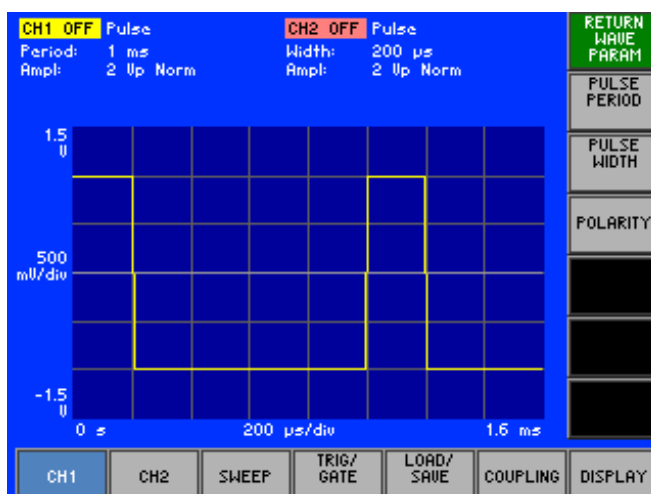 CH1 OFF Pulse
Period: 1 ms
Ampl: 2 Vp Norm
CH2 OFF Pulse
Width: 200 µs
Ampl: 2 Vp Norm
RETURN
WAVE
PARAM
PULSE
PERIOD
PULSE
WIDTH
POLARITY
1.5
V
500
mV/div
-1.5
V
0 s
200 µs/div
1.6 ms
CH1
CH2
SWEEP
TRIG/
GATE
LOAD/
SAVE
COUPLING
DISPLAY